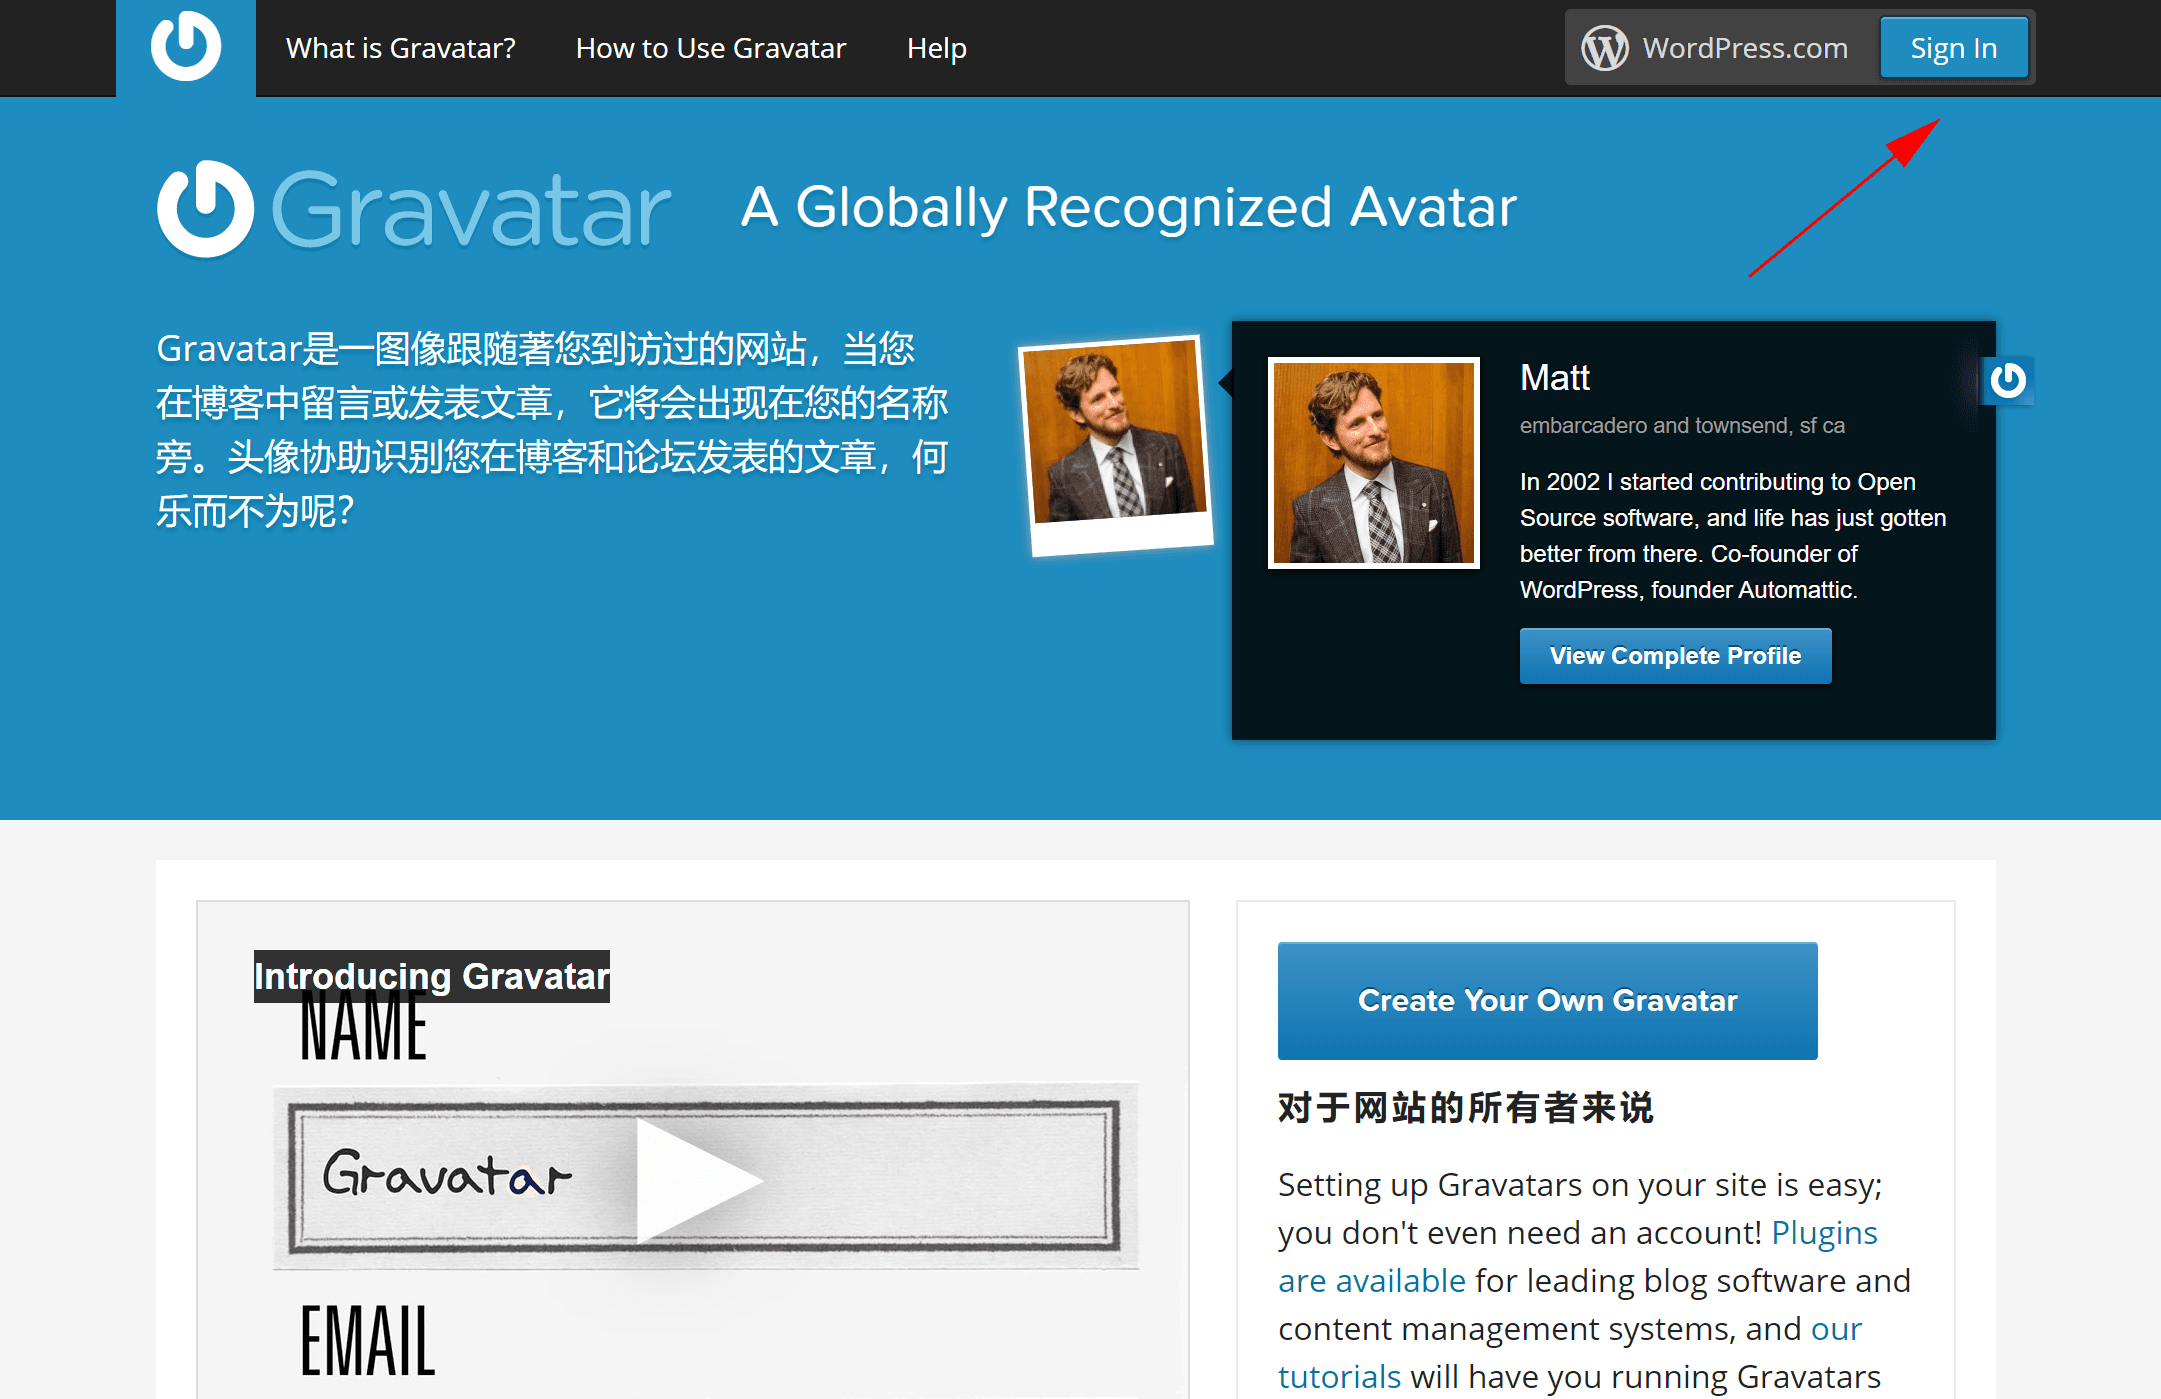 What is Gravatar?
How to Use Gravatar
Help
WordPress.com
Sign In
Gravatar
A Globally Recognized Avatar
Gravatar是一图像跟随著您到访过的网站，当您
在博客中留言或发表文章，它将会出现在您的名称
旁。头像协助识别您在博客和论坛发表的文章，何
乐而不为呢？
Matt
embarcadero and townsend, sf ca
In 2002 I started contributing to Open
Source software, and life has just gotten
better from there. Co-founder of
WordPress, founder Automattic.
View Complete Profile
Introducing Gravatar
NAME
Gravatar
EMAIL
Create Your Own Gravatar
对于网站的所有者来说
Setting up Gravatars on your site is easy;
you don't even need an account! Plugins
are available for leading blog software and
content management systems, and our
tutorials will have you running Gravatars